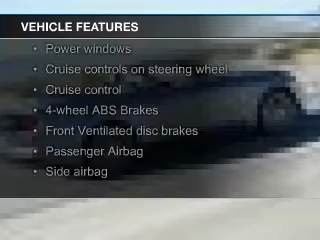 VEHICLE FEATURES
• Power windows
• Cruise controls on steering wheel
• Cruise control
• 4-wheel ABS Brakes
• Front Ventilated disc brakes
• Passenger Airbag
• Side airbag